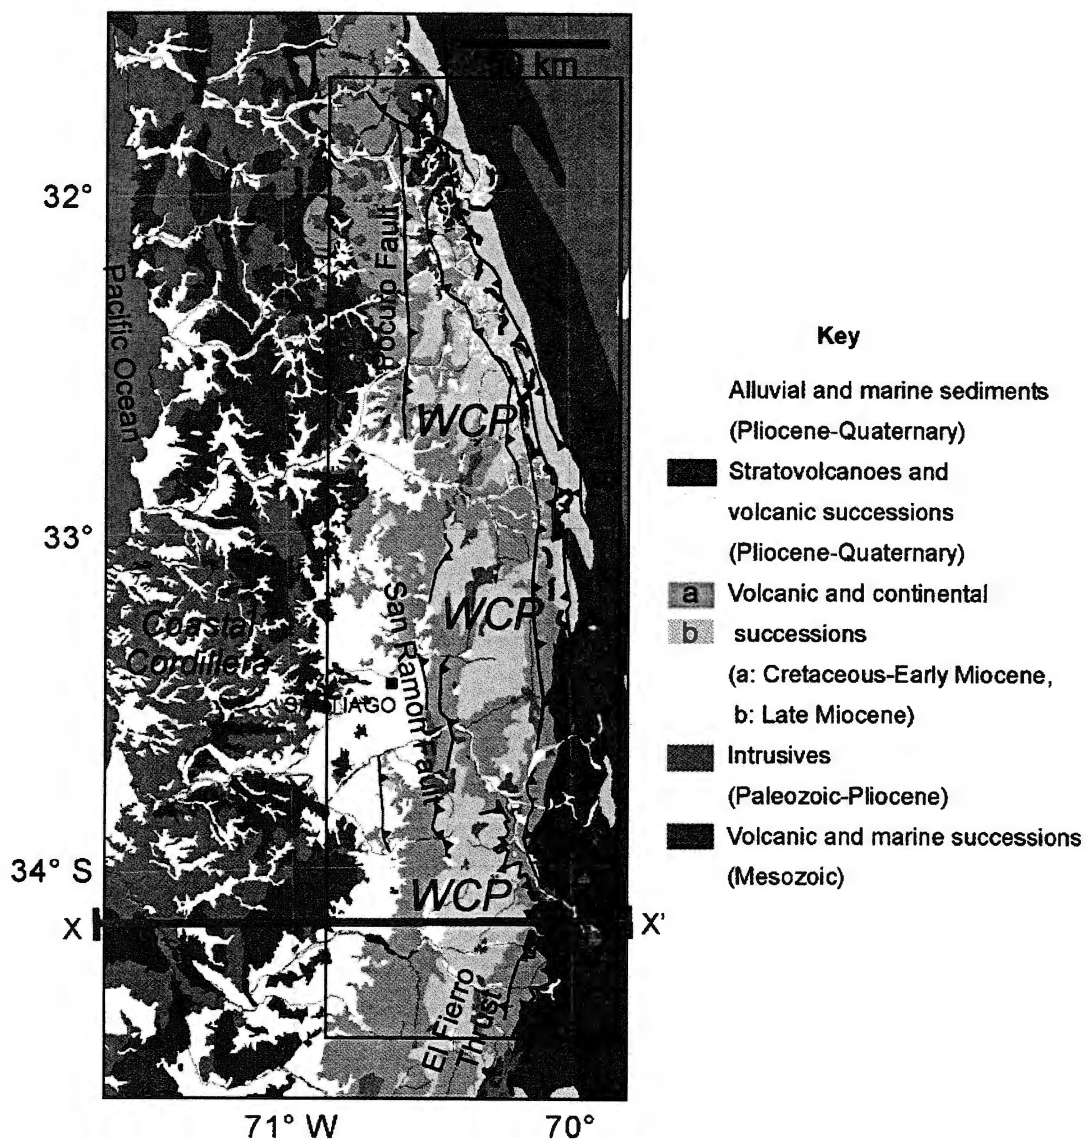 km
32°
Pocuro Fault
Pacific Ocean
WCP
33°
WCP
San Ramon Fault
Coastal
Cordillera
SANTIAGO
34° S
WCP
X
X'
El Fierro
Thrust
71° W
70°
Key
Alluvial and marine sediments
(Pliocene-Quaternary)
Stratovolcanoes and
volcanic successions
(Pliocene-Quaternary)
a Volcanic and continental
b successions
(a: Cretaceous-Early Miocene,
b: Late Miocene)
Intrusives
(Paleozoic-Pliocene)
Volcanic and marine successions
(Mesozoic)